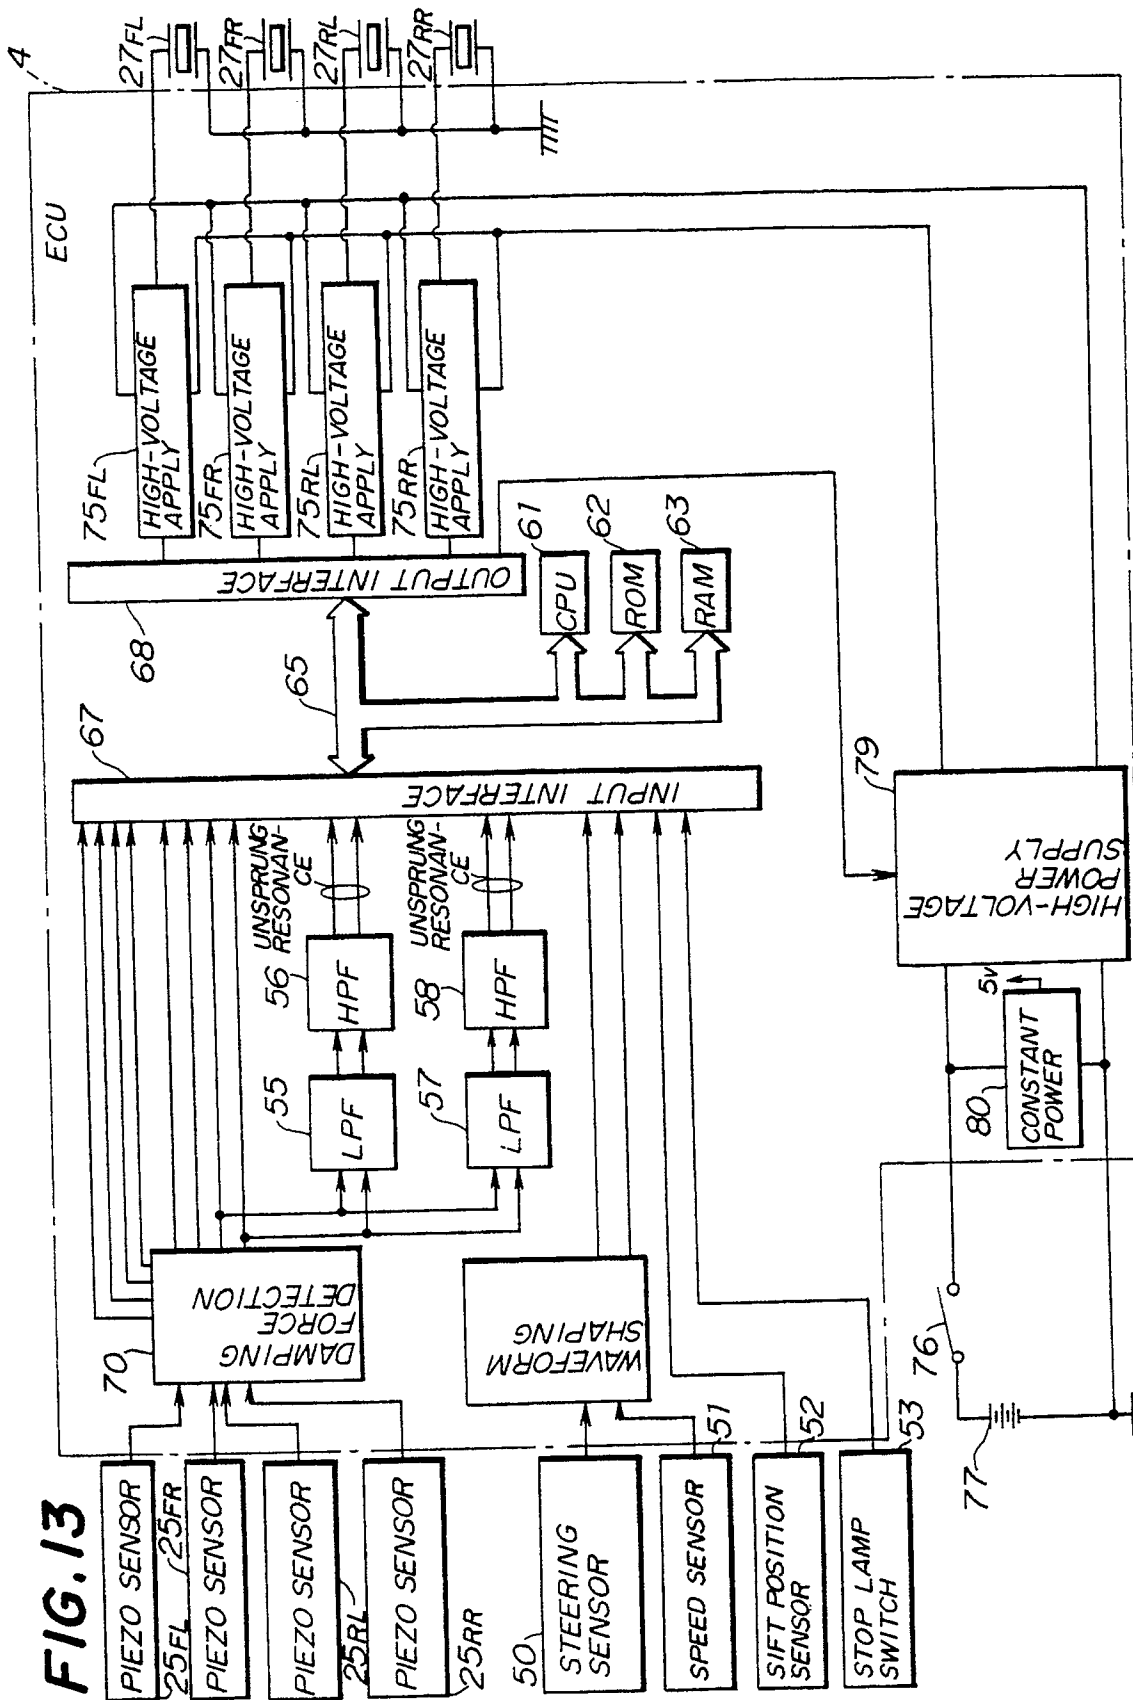 FIG.13
PIEZO SENSOR
25FL
25FR
PIEZO SENSOR
PIEZO SENSOR
25RL
PIEZO SENSOR
25RR
50
STEERING
SENSOR
SPEED SENSOR
51
SIFT POSITION
SENSOR
52
STOP LAMP
SWITCH
53
70
DAMPING
FORCE
DETECTION
WAVEFORM
SHAPING
55
LPF
56
HPF
UNSPRUNG
RESONAN-
CE
57
LPF
58
HPF
UNSPRUNG
RESONAN-
CE
67
INPUT INTERFACE
65
68
OUTPUT INTERFACE
CPU
61
ROM
62
RAM
63
75FL
HIGH-VOLTAGE
APPLY
75FR
HIGH-VOLTAGE
APPLY
75RL
HIGH-VOLTAGE
APPLY
75RR
HIGH-VOLTAGE
APPLY
ECU
4
27FL
27FR
27RL
27RR
77
76
80
CONSTANT
POWER
5v
79
HIGH-VOLTAGE
POWER
SUPPLY